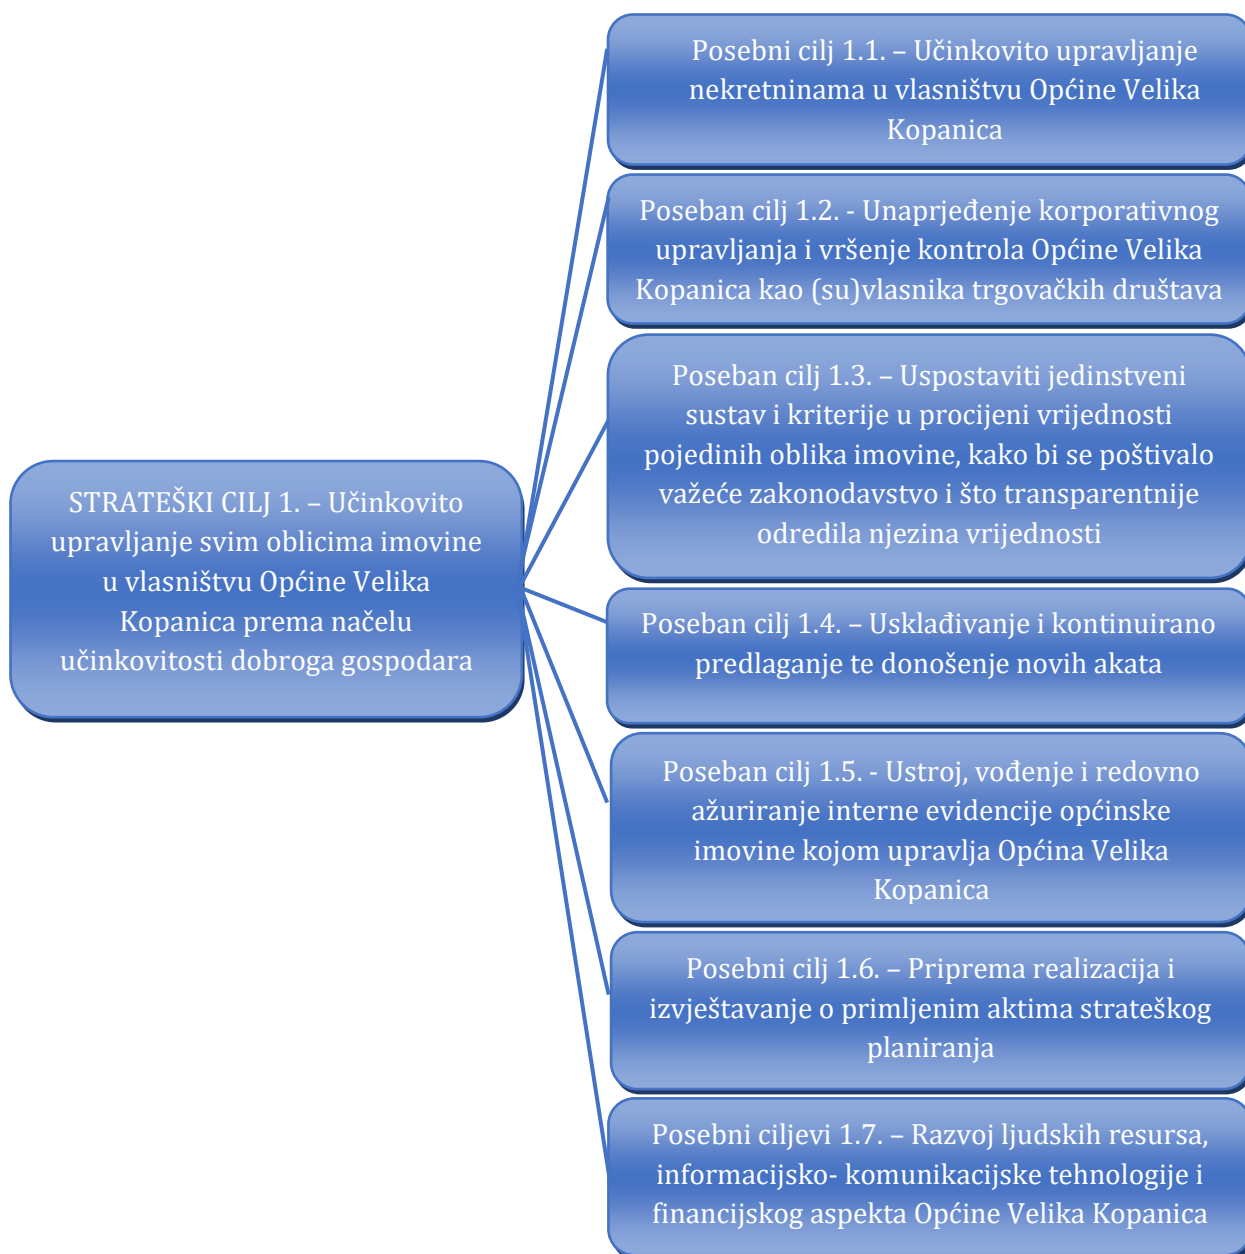 STRATEŠKI CILJ 1. – Učinkovito
upravljanje svim oblicima imovine
u vlasništvu Općine Velika
Kopanica prema načelu
učinkovitosti dobroga gospodara
Posebni cilj 1.1. – Učinkovito upravljanje
nekretninama u vlasništvu Općine Velika
Kopanica
Poseban cilj 1.2. - Unaprjeđenje korporativnog
upravljanja i vršenje kontrola Općine Velika
Kopanica kao (su)vlasnika trgovačkih društava
Poseban cilj 1.3. – Uspostaviti jedinstveni
sustav i kriterije u procijeni vrijednosti
pojedinih oblika imovine, kako bi se poštivalo
važeće zakonodavstvo i što transparentnije
odredila njezina vrijednosti
Poseban cilj 1.4. – Usklađivanje i kontinuirano
predlaganje te donošenje novih akata
Poseban cilj 1.5. - Ustroj, vođenje i redovno
ažuriranje interne evidencije općinske
imovine kojom upravlja Općina Velika
Kopanica
Posebni cilj 1.6. – Priprema realizacija i
izvještavanje o primljenim aktima strateškog
planiranja
Posebni ciljevi 1.7. – Razvoj ljudskih resursa,
informacijsko- komunikacijske tehnologije i
financijskog aspekta Općine Velika Kopanica